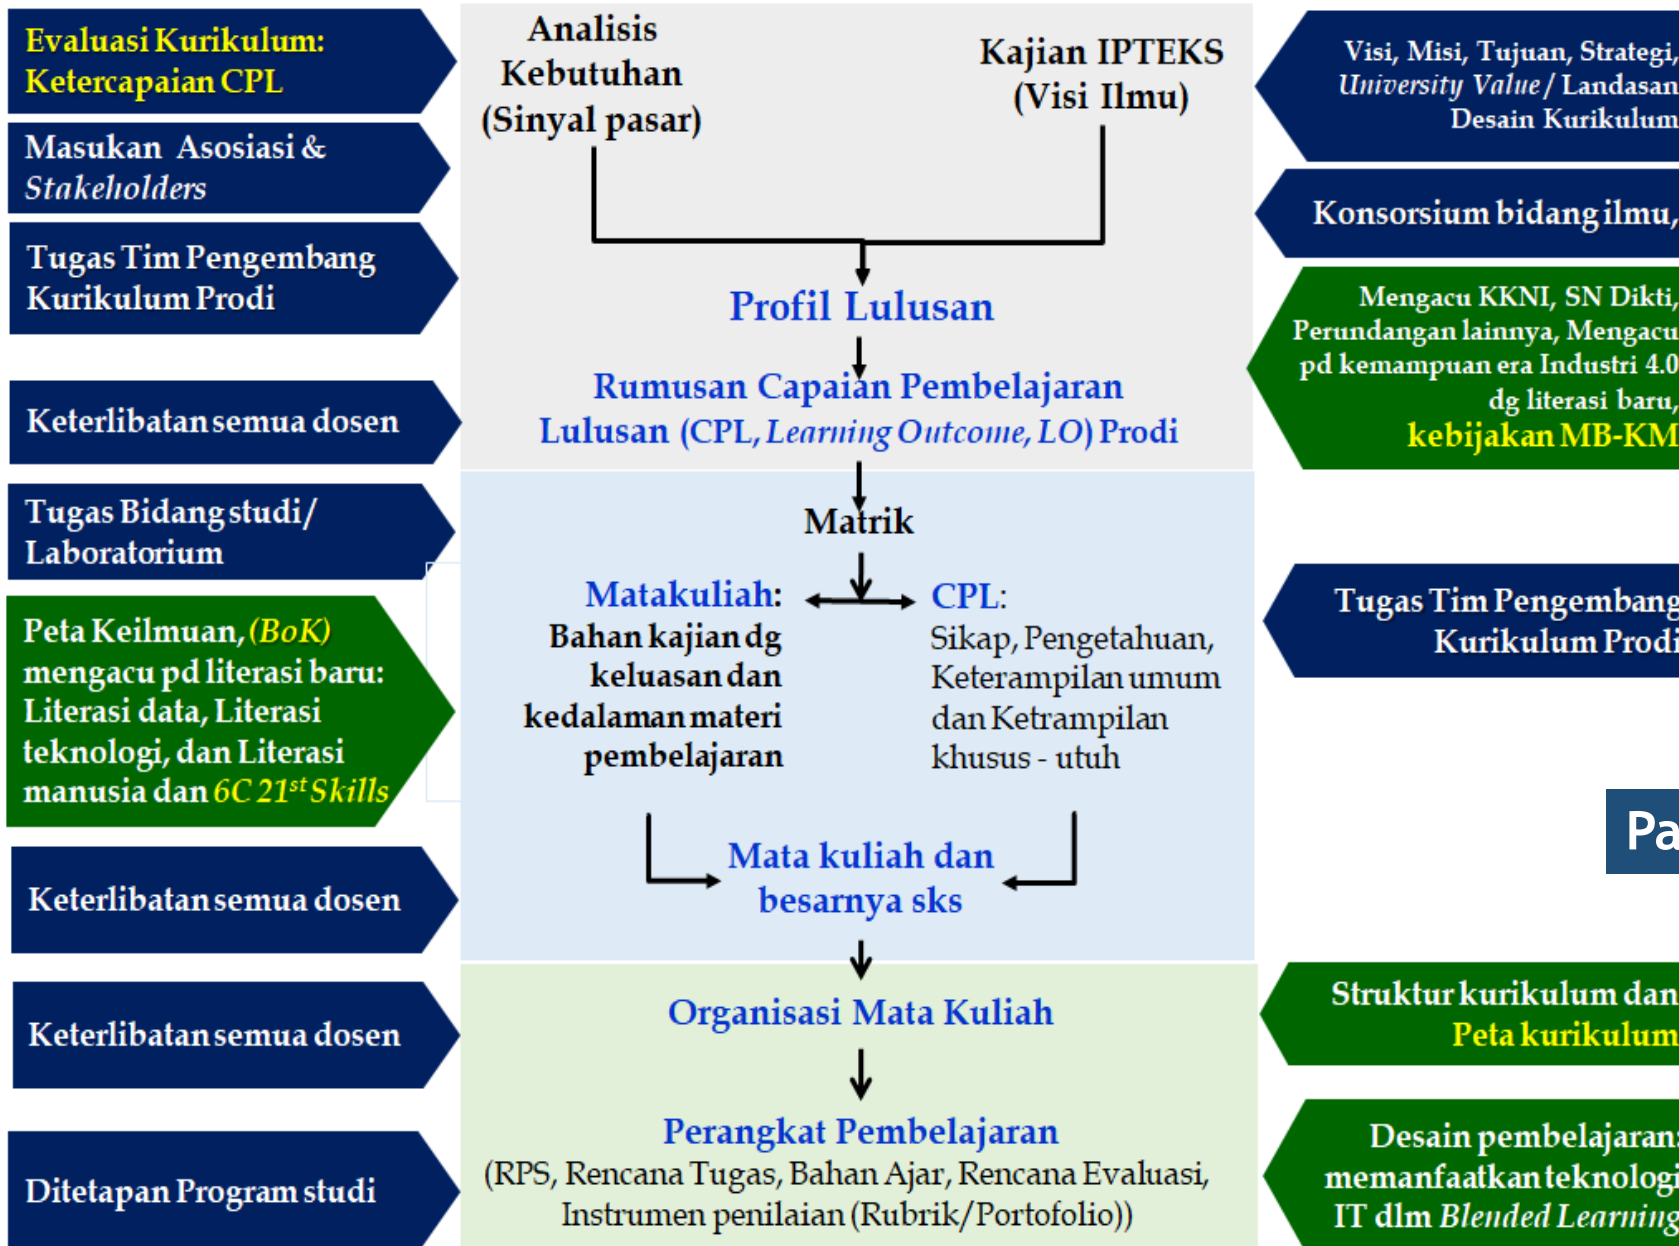 Evaluasi Kurikulum:
Ketercapaian CPL
Masukan Asosiasi &
Stakeholders
Tugas Tim Pengembang
Kurikulum Prodi
Keterlibatan semua dosen
Tugas Bidang studi/
Laboratorium
Peta Keilmuan, (BoK)
mengacu pd literasi baru:
Literasi data, Literasi
teknologi, dan Literasi
manusia dan 6C 21st Skills
Keterlibatan semua dosen
Keterlibatan semua dosen
Ditetapan Program studi
Analisis
Kebutuhan
(Sinyal pasar)
Kajian IPTEKS
(Visi Ilmu)
Profil Lulusan
Rumusan Capaian Pembelajaran
Lulusan (CPL, Learning Outcome, LO) Prodi
Matrik
Matakuliah:
Bahan kajian dg
keluasan dan
kedalaman materi
pembelajaran
CPL:
Sikap, Pengetahuan,
Keterampilan umum
dan Ketrampilan
khusus - utuh
Mata kuliah dan
besarnya sks
Organisasi Mata Kuliah
Perangkat Pembelajaran
(RPS, Rencana Tugas, Bahan Ajar, Rencana Evaluasi,
Instrumen penilaian (Rubrik/Portofolio))
Visi, Misi, Tujuan, Strategi,
University Value / Landasan
Desain Kurikulum
Konsorsium bidang ilmu,
Mengacu KKNI, SN Dikti,
Perundangan lainnya, Mengacu
pd kemampuan era Industri 4.0
dg literasi baru,
kebijakan MB-KM
Tugas Tim Pengembang
Kurikulum Prodi
Pa
Struktur kurikulum dan
Peta kurikulum
Desain pembelajaran:
memanfaatkan teknologi
IT dlm Blended Learning